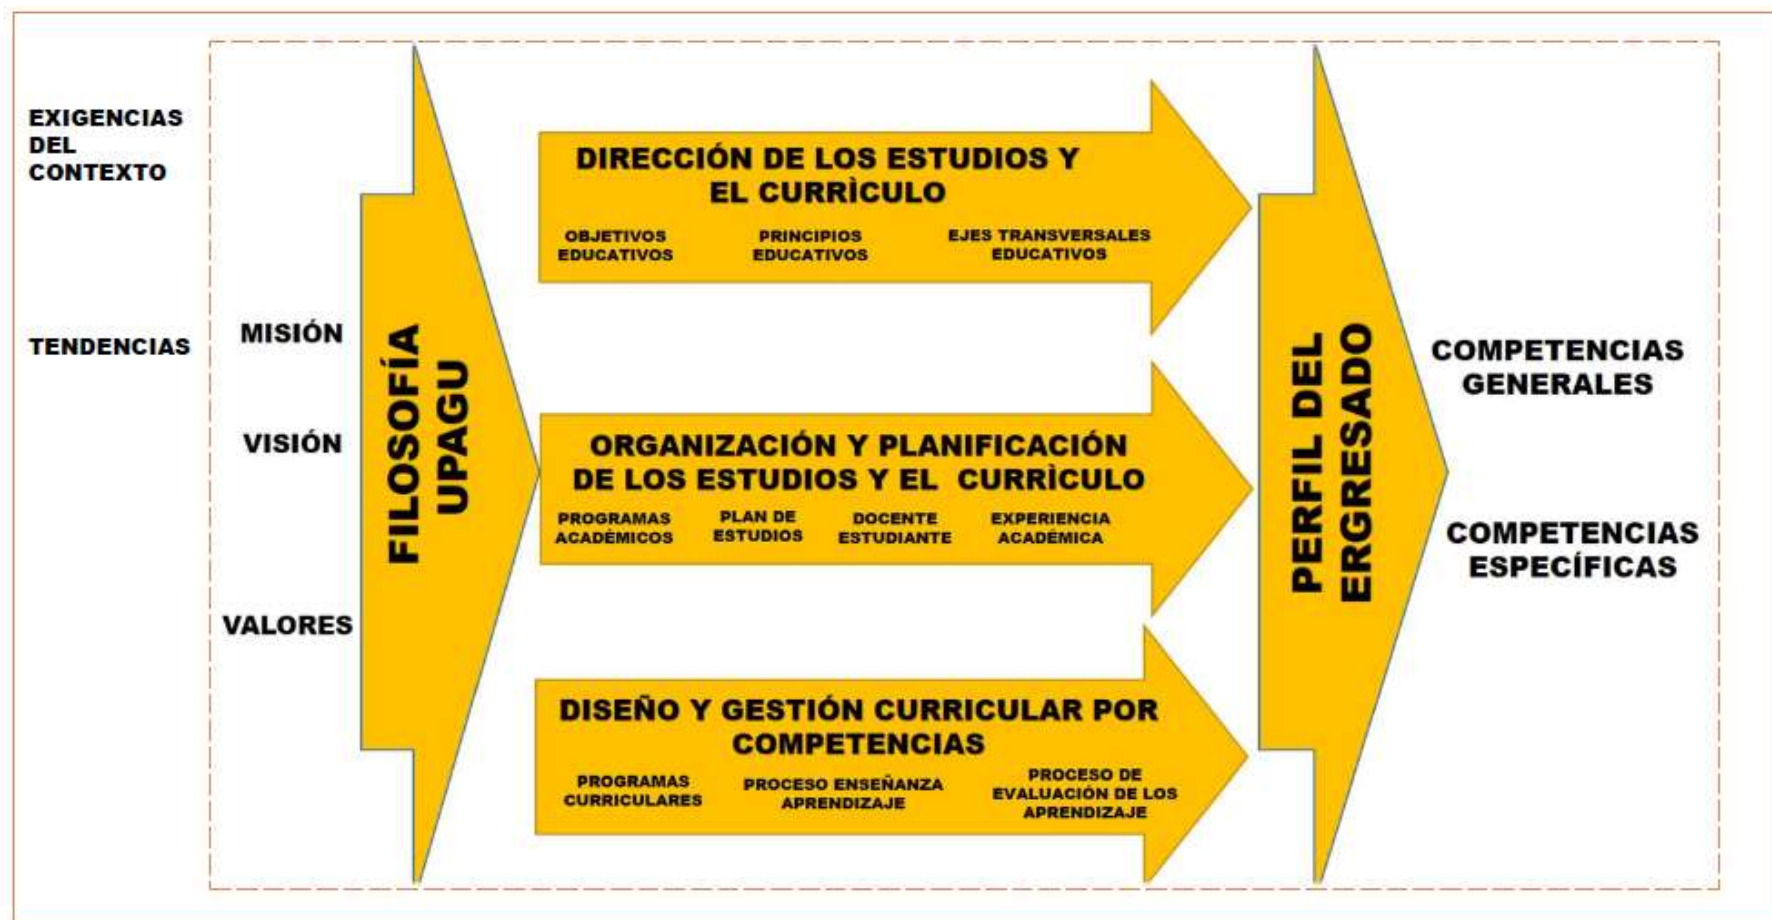 EXIGENCIAS
DEL
CONTEXTO
TENDENCIAS
MISIÓN
VISIÓN
VALORES
FILOSOFÍA
UPAGU
DIRECCIÓN DE LOS ESTUDIOS Y
EL CURRÌCULO
OBJETIVOS
EDUCATIVOS
PRINCIPIOS
EDUCATIVOS
EJES TRANSVERSALES
EDUCATIVOS
ORGANIZACIÓN Y PLANIFICACIÓN
DE LOS ESTUDIOS Y EL CURRÌCULO
PROGRAMAS
ACADÉMICOS
PLAN DE
ESTUDIOS
DOCENTE
ESTUDIANTE
EXPERIENCIA
ACADÉMICA
DISEÑO Y GESTIÓN CURRICULAR POR
COMPETENCIAS
PROGRAMAS
CURRICULARES
PROCESO ENSEÑANZA
APRENDIZAJE
PROCESO DE
EVALUACIÓN DE LOS
APRENDIZAJE
PERFIL DEL
ERGRESADO
COMPETENCIAS
GENERALES
COMPETENCIAS
ESPECÍFICAS